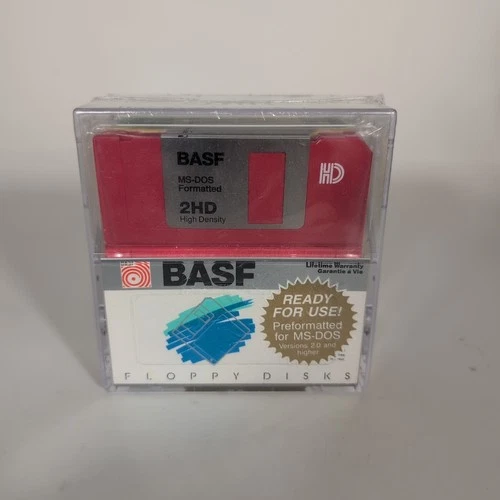 BASF
MS-DOS
Formatted
2HD
High Density
HD
BASF
Lifetime Warranty
Garantie à Vie
READY
FOR USE!
Preformatted
for MS-DOS
Versions 2.0 and
higher
FLOPPY DISKS